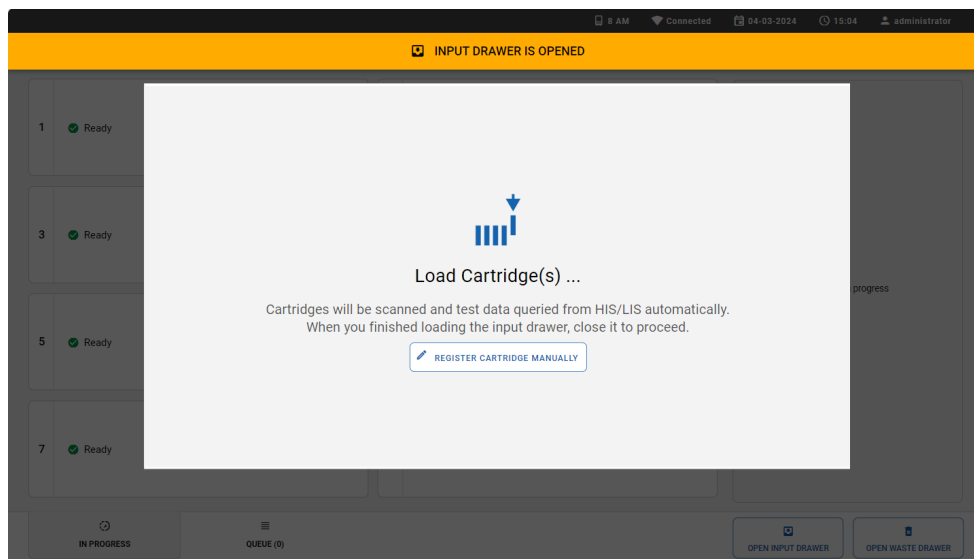 8 AM Connected 04-03-2024 15:04 administrator
INPUT DRAWER IS OPENED
1 Ready
3 Ready
progress
5 Ready
7 Ready
Load Cartridge(s) ...
Cartridges will be scanned and test data queried from HIS/LIS automatically.
When you finished loading the input drawer, close it to proceed.
REGISTER CARTRIDGE MANUALLY
IN PROGRESS
QUEUE (0)
OPEN INPUT DRAWER
OPEN WASTE DRAWER